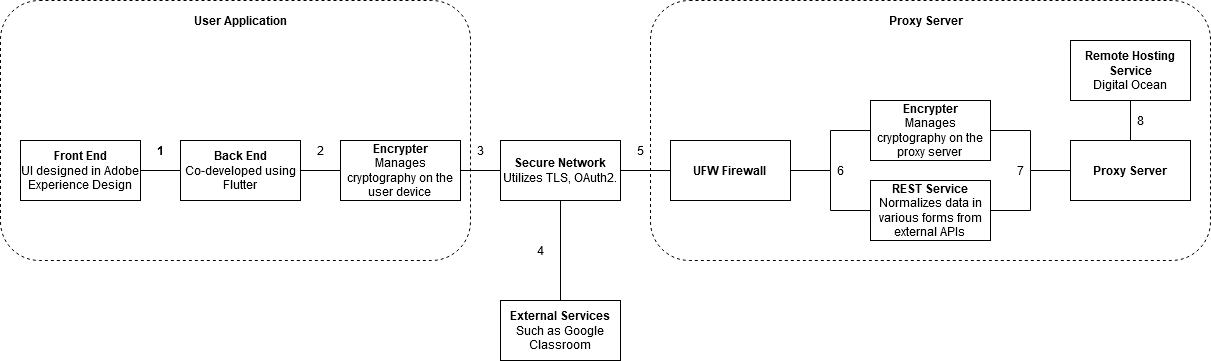 User Application
Proxy Server
Remote Hosting
Service
Digital Ocean
Encrypter
Manages
cryptography on the
proxy server
8
Front End
UI designed in Adobe
Experience Design
1
Back End
Co-developed using
Flutter
2
Encrypter
Manages
cryptography on the
user device
3
Secure Network
Utilizes TLS, OAuth2.
5
UFW Firewall
6
7
Proxy Server
REST Service
Normalizes data in
various forms from
external APIs
4
External Services
Such as Google
Classroom